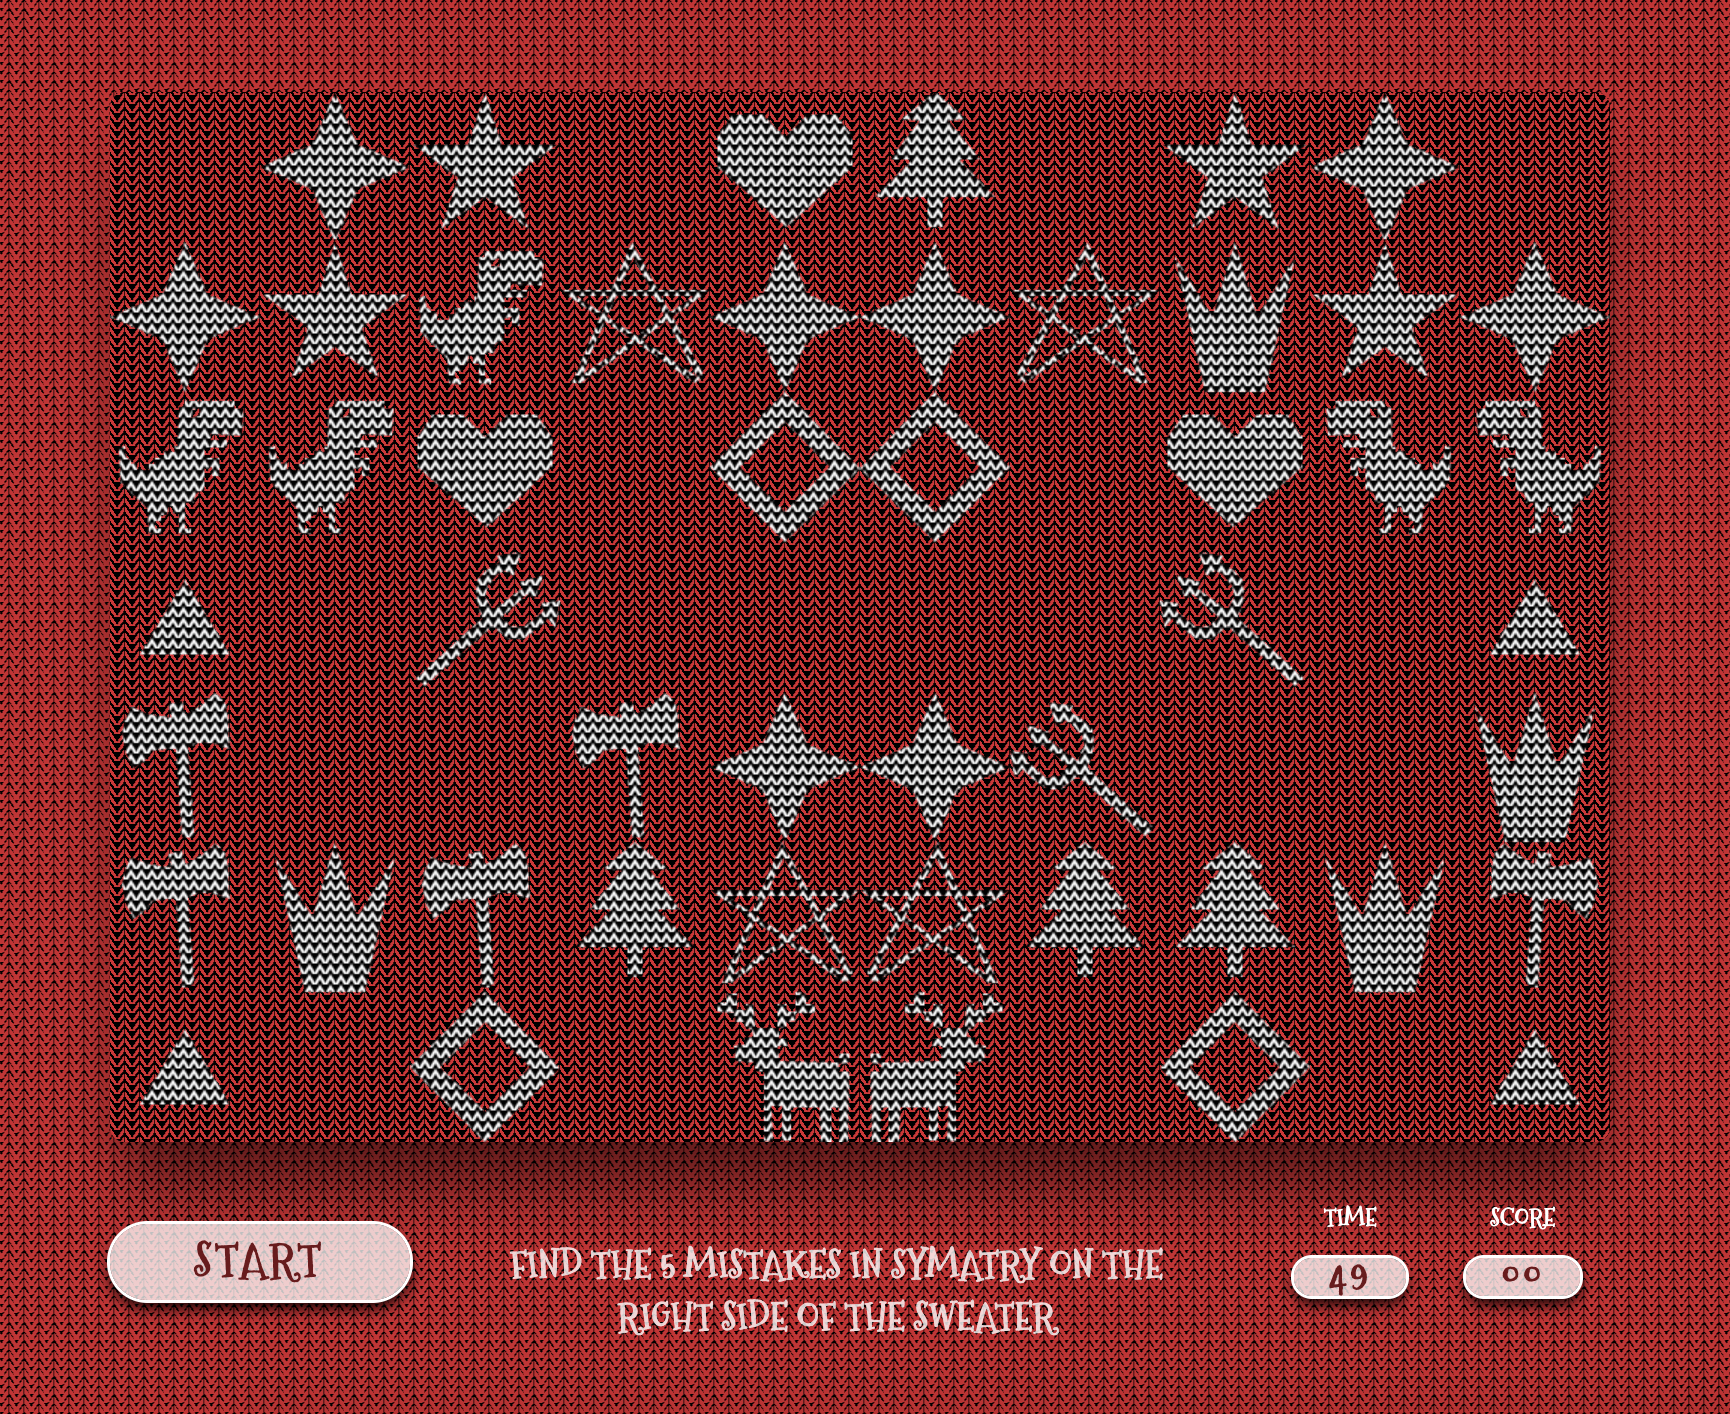 START
FIND THE 5 MISTAKES IN SYMATRY ON THE
RIGHT SIDE OF THE SWEATER
TIME
49
SCORE
00